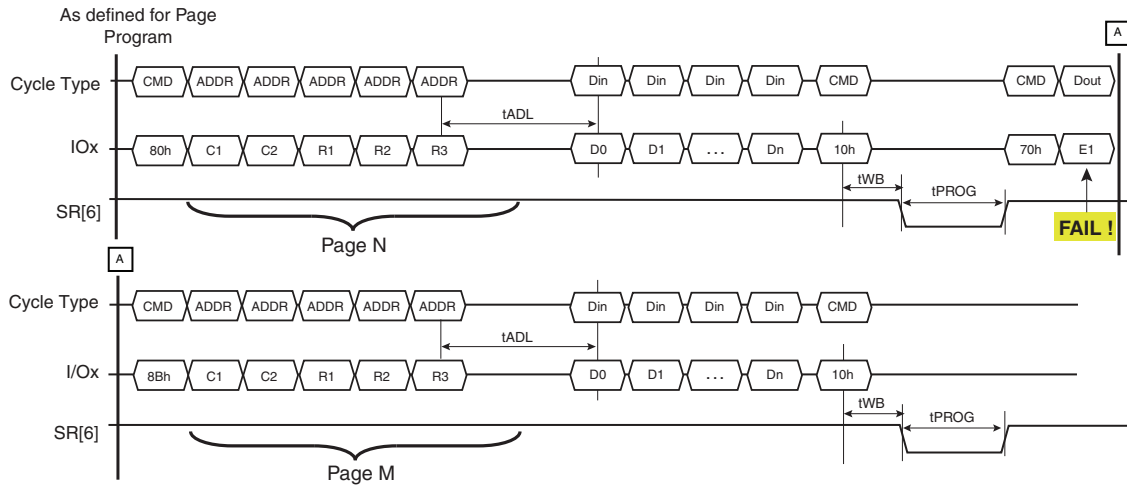 As defined for Page
Program
A
Cycle Type CMD ADDR ADDR ADDR ADDR ADDR Din Din Din Din CMD CMD Dout
tADL
IOx 80h C1 C2 R1 R2 R3 D0 D1 . . . Dn 10h 70h E1
tWB tPROG
SR[6]
Page N
FAIL !
A
Cycle Type CMD ADDR ADDR ADDR ADDR ADDR Din Din Din Din CMD
tADL
I/Ox 8Bh C1 C2 R1 R2 R3 D0 D1 . . . Dn 10h
tWB tPROG
SR[6]
Page M